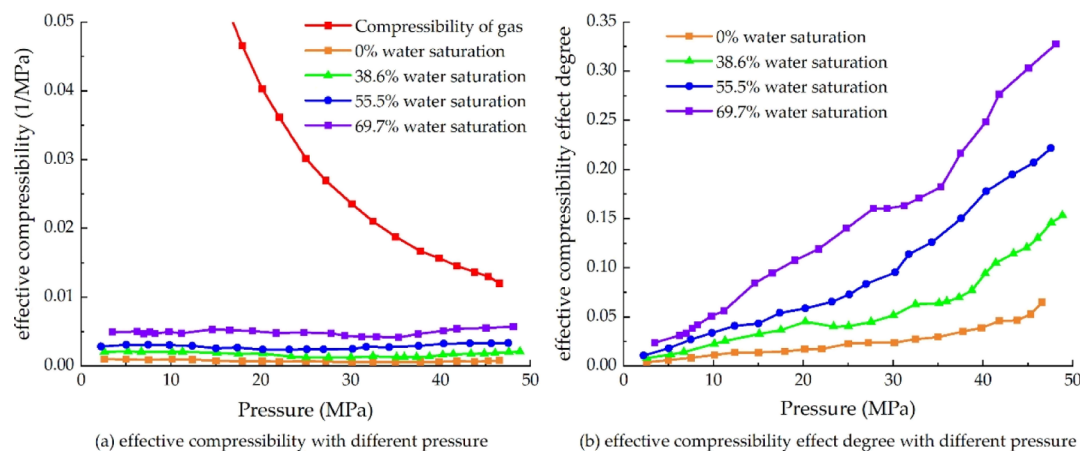 effective compressibility (1/MPa)
0.05
0.04
0.03
0.02
0.01
0.00
Compressibility of gas
0% water saturation
38.6% water saturation
55.5% water saturation
69.7% water saturation
0 10 20 30 40 50
Pressure (MPa)
(a) effective compressibility with different pressure
effective compressibility effect degree
0.35
0.30
0.25
0.20
0.15
0.10
0.05
0.00
0% water saturation
38.6% water saturation
55.5% water saturation
69.7% water saturation
0 10 20 30 40 50
Pressure (MPa)
(b) effective compressibility effect degree with different pressure